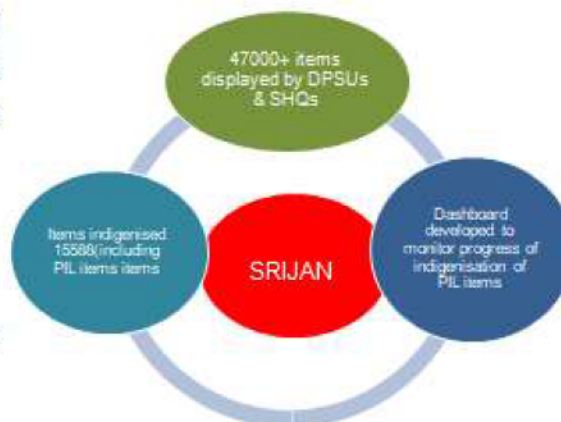 47000+ items
displayed by DPSUs
& SHQs
Items indigenised
15588(including
PIL items items
SRIJAN
Dashboard
developed to
monitor progress of
indigenisation of
PIL items